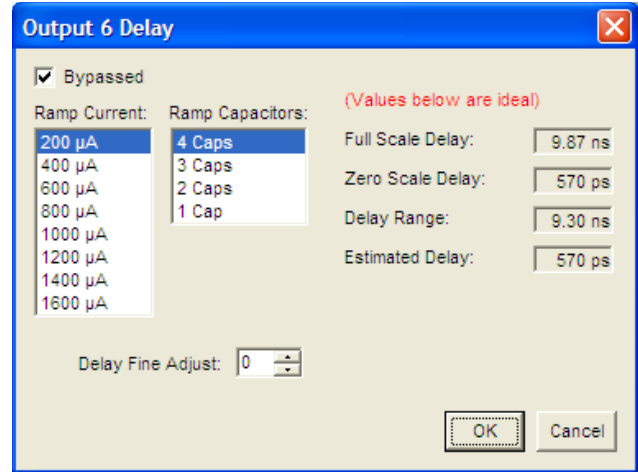 Output 6 Delay
Bypassed
Ramp Current:
200 µA
400 µA
600 µA
800 µA
1000 µA
1200 µA
1400 µA
1600 µA
Ramp Capacitors:
4 Caps
3 Caps
2 Caps
1 Cap
(Values below are ideal)
Full Scale Delay: 9.87 ns
Zero Scale Delay: 570 ps
Delay Range: 9.30 ns
Estimated Delay: 570 ps
Delay Fine Adjust: 0
OK
Cancel